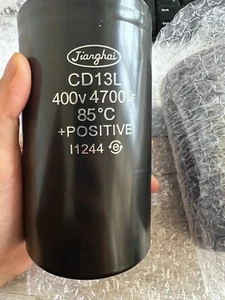 Jianghai
CD13L
400V 4700μF
85°C
+POSITIVE
I1244